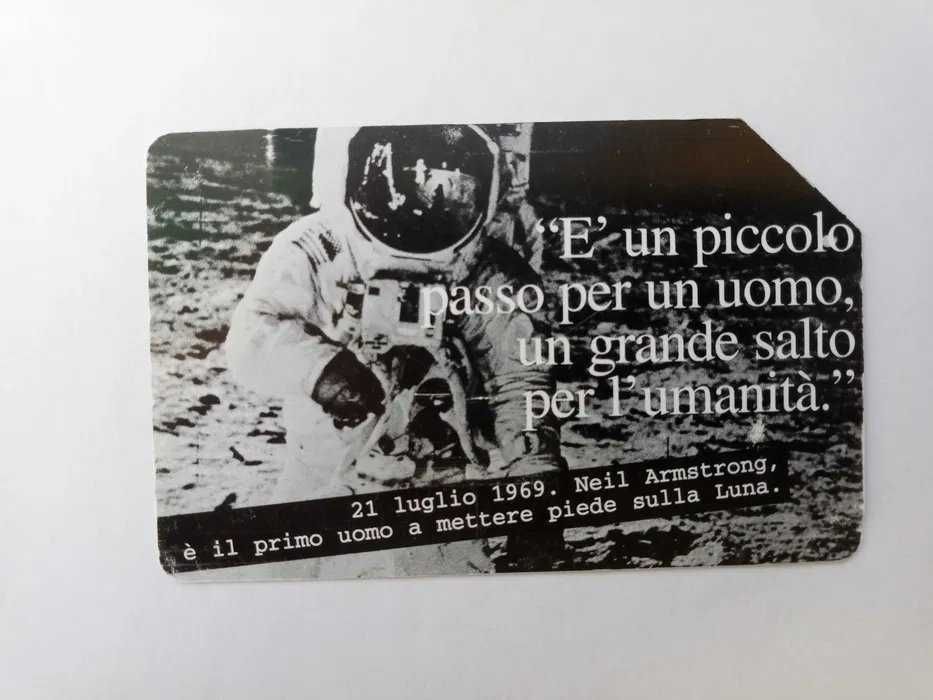 “E’ un piccolo
passo per un uomo,
un grande salto
per l’umanità.”
21 luglio 1969. Neil Armstrong,
è il primo uomo a mettere piede sulla Luna.